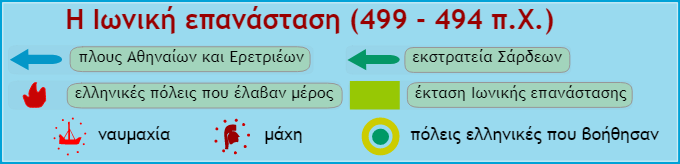 Η Ιωνική επανάσταση (499 - 494 π.Χ.)
πλους Αθηναίων και Ερετριέων
εκστρατεία Σάρδεων
ελληνικές πόλεις που έλαβαν μέρος
έκταση Ιωνικής επανάστασης
ναυμαχία
μάχη
πόλεις ελληνικές που βοήθησαν